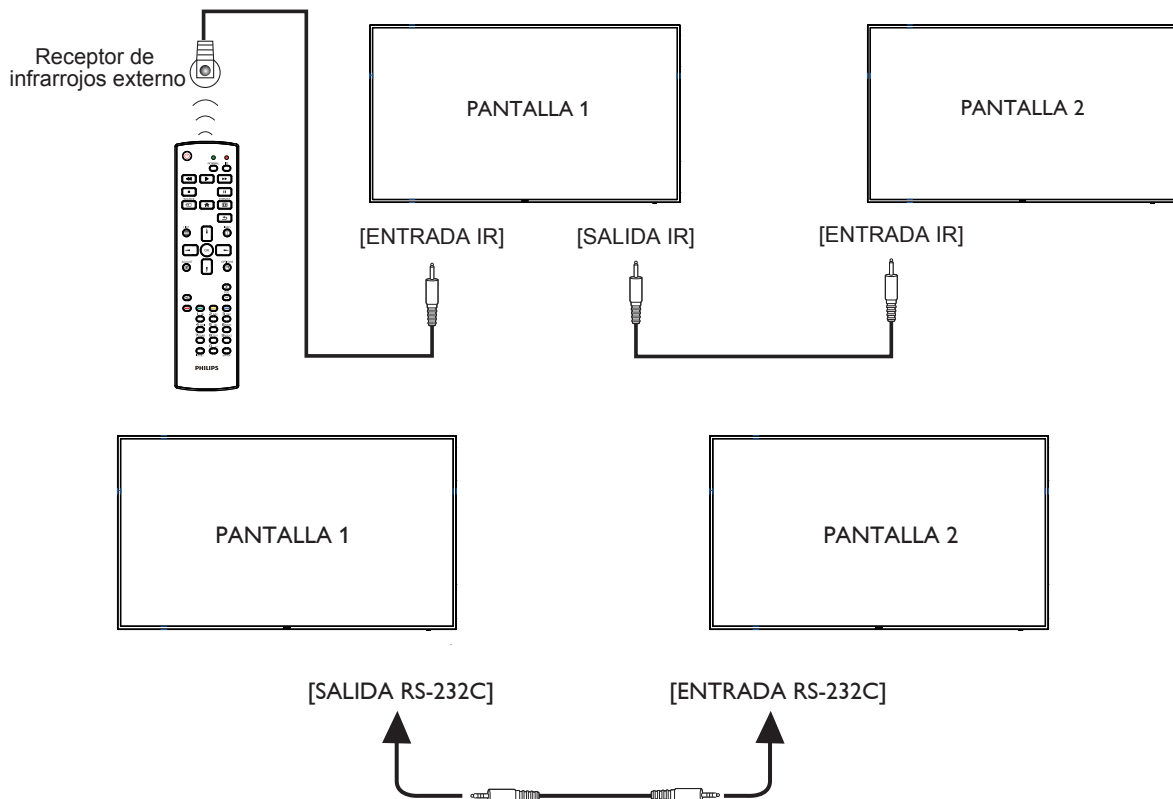 Receptor de
infrarrojos externo
PANTALLA 1
PANTALLA 2
[ENTRADA IR]
[SALIDA IR]
[ENTRADA IR]
PHILIPS
PANTALLA 1
PANTALLA 2
[SALIDA RS-232C]
[ENTRADA RS-232C]